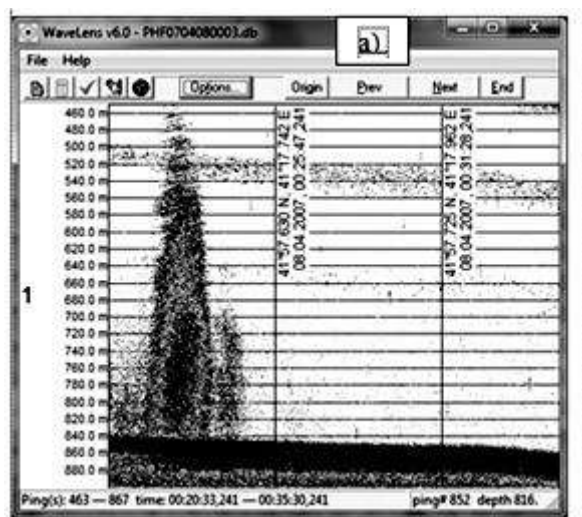 WaveLens v6.0 - PHF0704080003.db
a)
File Help
Options... Origin Prev Next End
460.0 m
480.0 m
500.0 m
520.0 m
540.0 m
560.0 m
580.0 m
600.0 m
620.0 m
640.0 m
660.0 m
680.0 m
700.0 m
720.0 m
740.0 m
760.0 m
780.0 m
800.0 m
820.0 m
840.0 m
860.0 m
880.0 m
1
41°57 630 N, 41°17 742 E
08.04.2007, 00:25:47,241
41°57 725 N, 41°17 962 E
08.04.2007, 00:31:28,241
Ping(s): 463 — 867 time: 00:20:33,241 — 00:35:30,241 ping# 852 depth 816.